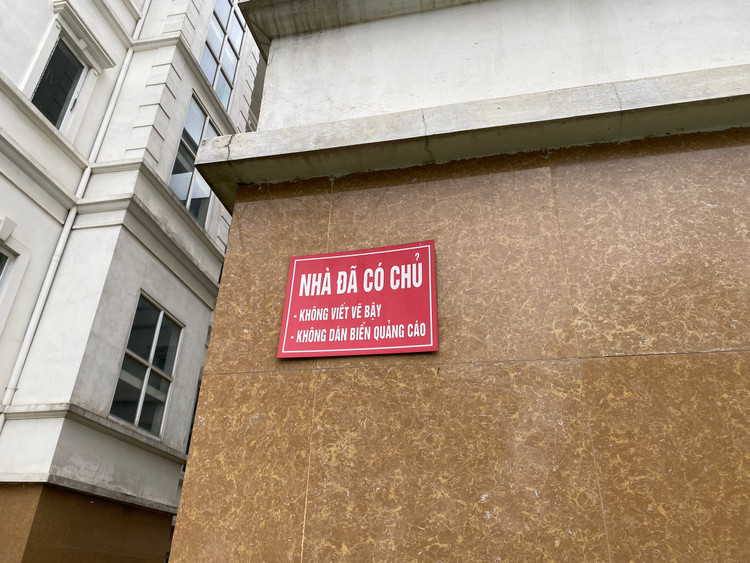 NHÀ ĐÃ CÓ CHỦ
- KHÔNG VIẾT VẼ BẬY
- KHÔNG DÁN BIỂN QUẢNG CÁO